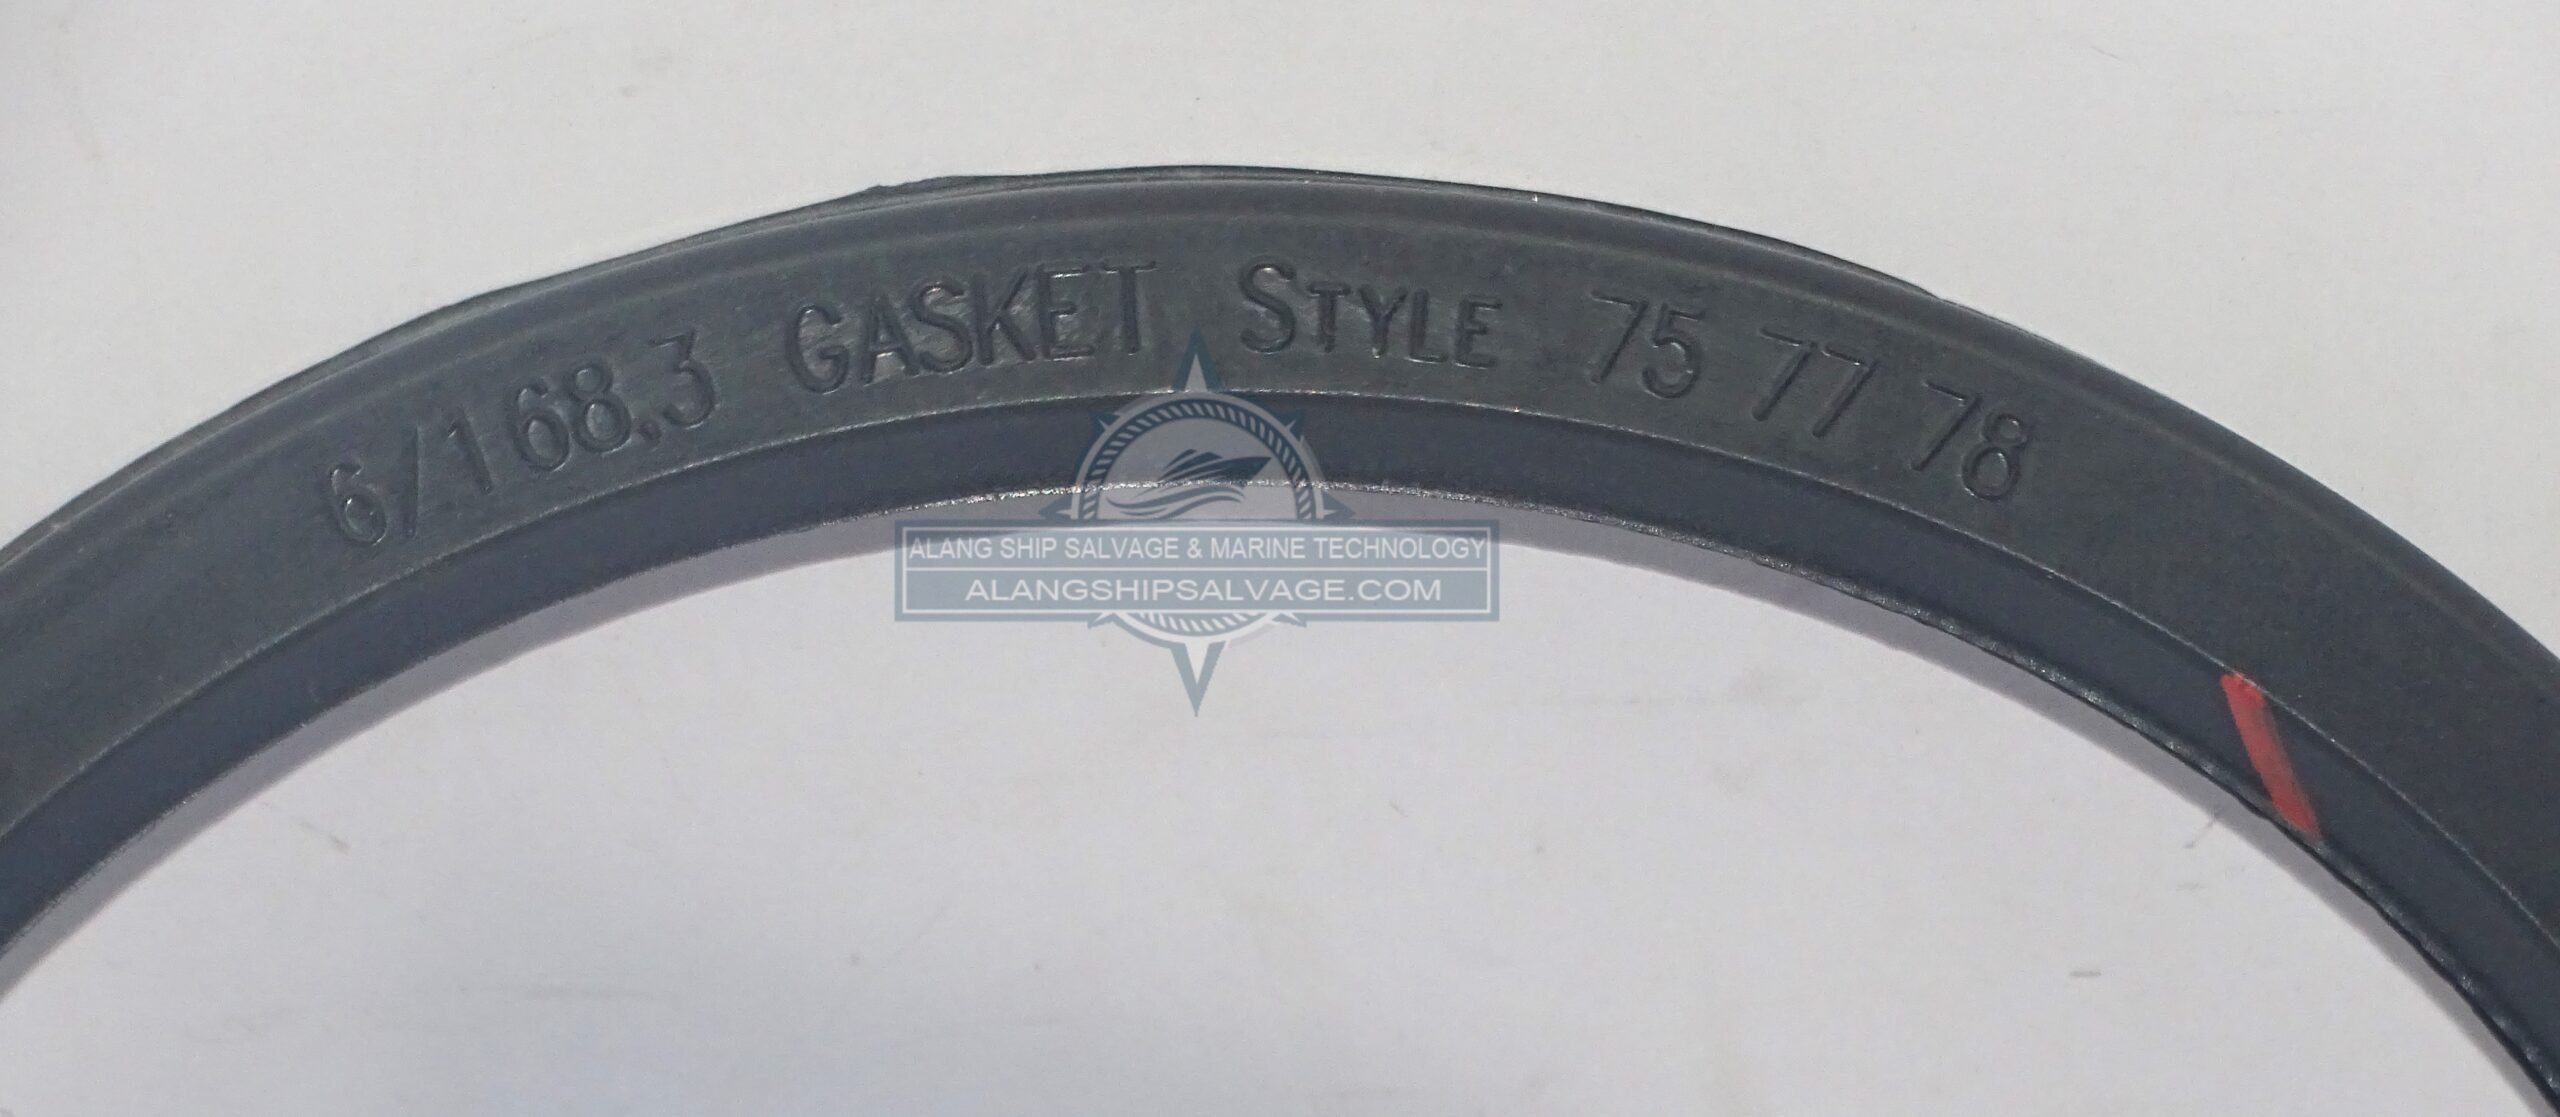 6/168.3 GASKET STYLE 75 77 78
ALANG SHIP SALVAGE & MARINE TECHNOLOGY
ALANGSHIPSALVAGE.COM